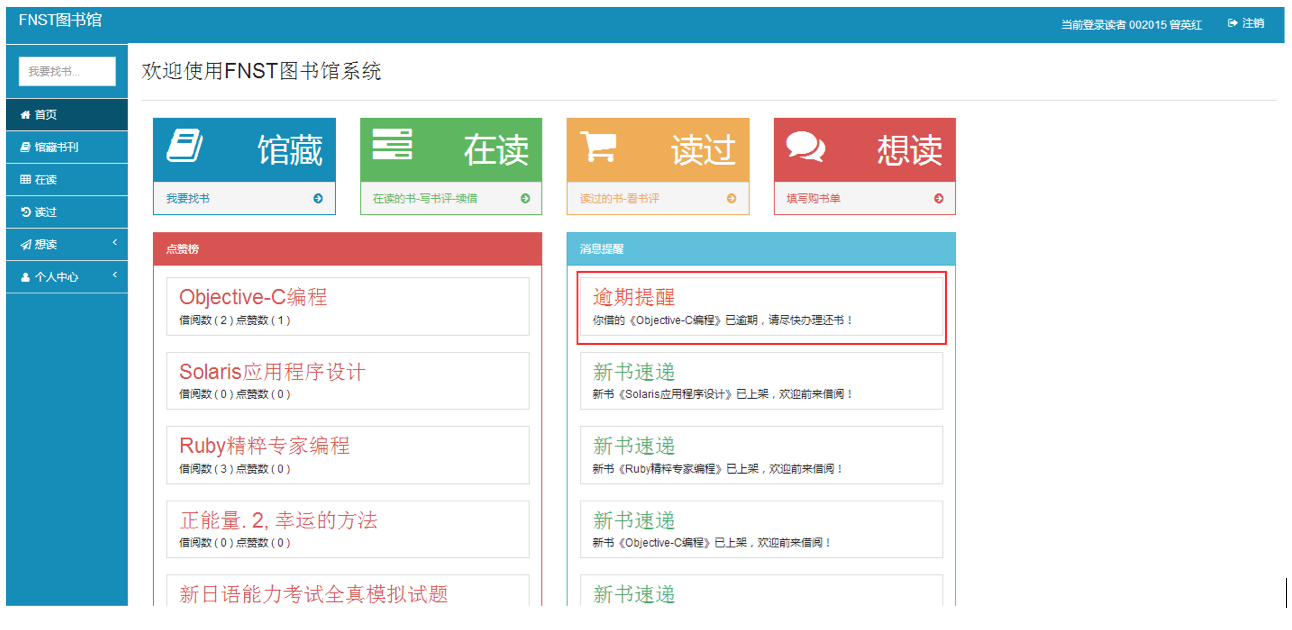 FNST图书馆
当前登录读者 002015 曾英红 注销
我要找书...
首页
馆藏书刊
在读
读过
想读
个人中心
欢迎使用FNST图书馆系统
馆藏
我要找书
在读
在读的书-写书评-续借
读过
读过的书-看书评
想读
填写购书单
点赞榜
Objective-C编程
借阅数 ( 2 ) 点赞数 ( 1 )
Solaris应用程序设计
借阅数 ( 0 ) 点赞数 ( 0 )
Ruby精粹专家编程
借阅数 ( 3 ) 点赞数 ( 0 )
正能量. 2, 幸运的方法
借阅数 ( 0 ) 点赞数 ( 0 )
新日语能力考试全真模拟试题
消息提醒
逾期提醒
你借的《Objective-C编程》已逾期，请尽快办理还书！
新书速递
新书《Solaris应用程序设计》已上架，欢迎前来借阅！
新书速递
新书《Ruby精粹专家编程》已上架，欢迎前来借阅！
新书速递
新书《Objective-C编程》已上架，欢迎前来借阅！
新书速递